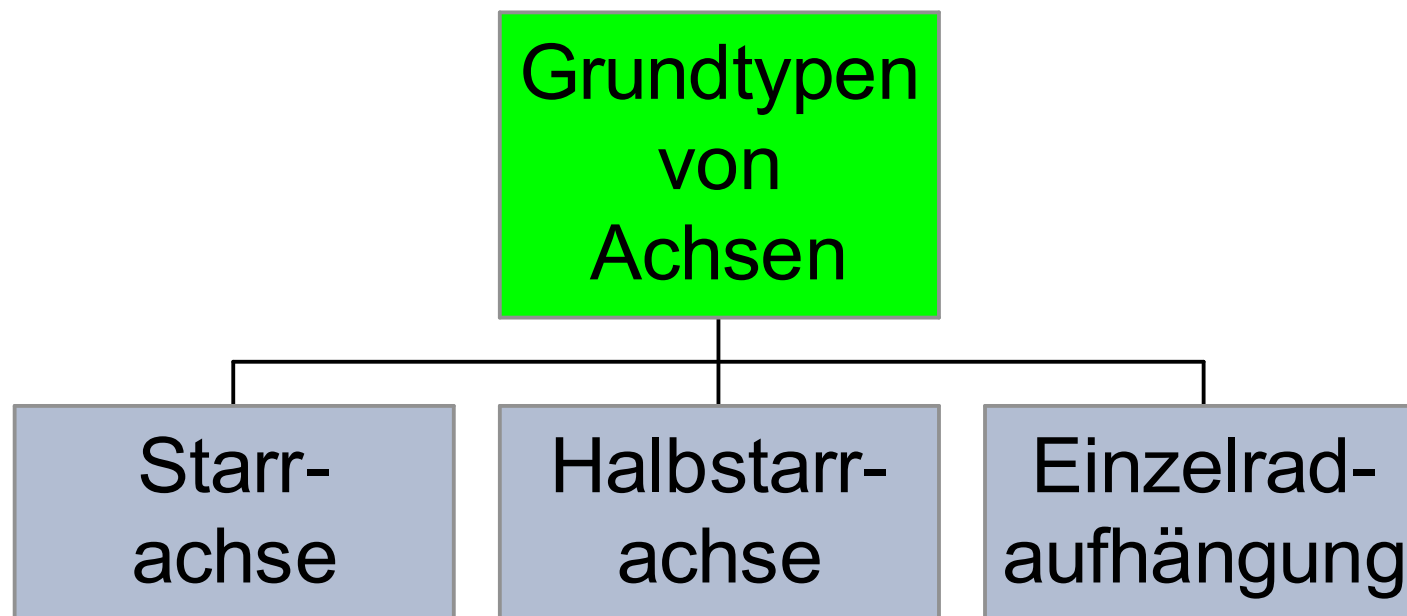 Grundtypen
von
Achsen
Starr-
achse
Halbstarr-
achse
Einzelrad-
aufhängung